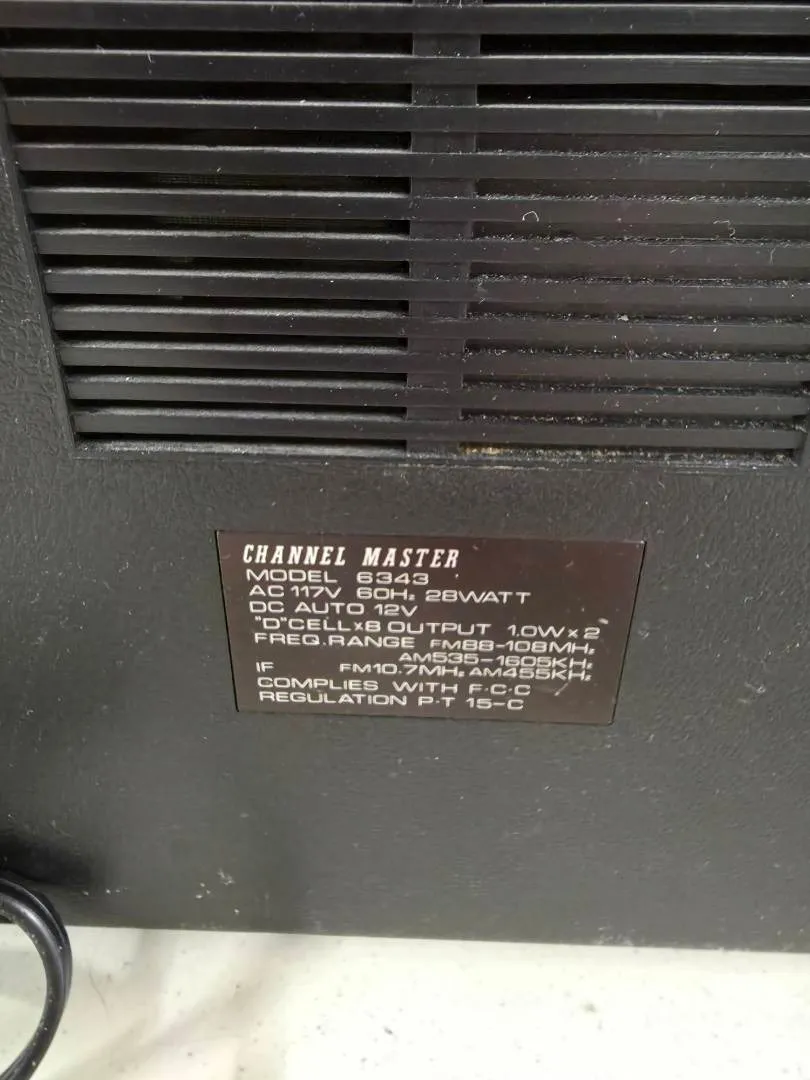 CHANNEL MASTER
MODEL 6343
AC 117V 60Hz 28WATT
DC AUTO 12V
"D"CELL×8 OUTPUT 1.0W×2
FREQ.RANGE FM88-108MHz
AM535-1605KHz
IF FM10.7MHz AM455KHz
COMPLIES WITH F·C·C
REGULATION P·T 15-C